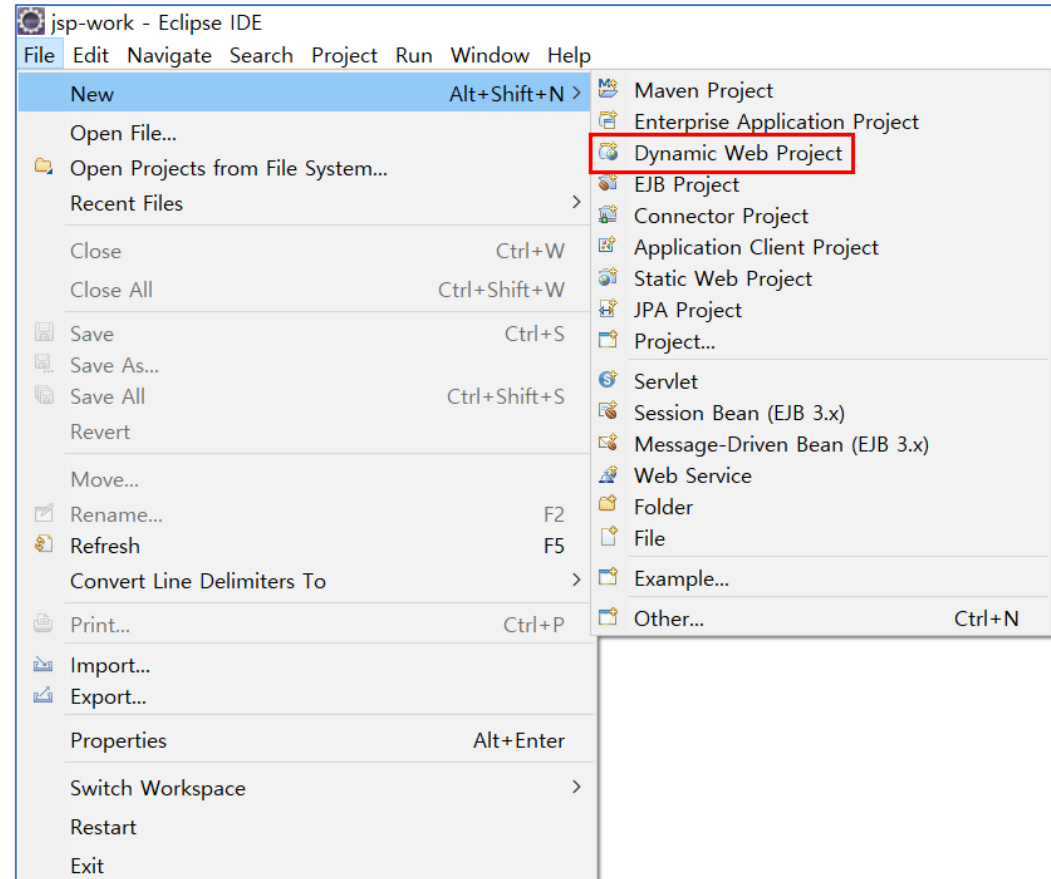 jsp-work - Eclipse IDE
File Edit Navigate Search Project Run Window Help
New Alt+Shift+N >
Open File...
Open Projects from File System...
Recent Files >
Close Ctrl+W
Close All Ctrl+Shift+W
Save Ctrl+S
Save As...
Save All Ctrl+Shift+S
Revert
Move...
Rename... F2
Refresh F5
Convert Line Delimiters To >
Print... Ctrl+P
Import...
Export...
Properties Alt+Enter
Switch Workspace >
Restart
Exit
Maven Project
Enterprise Application Project
Dynamic Web Project
EJB Project
Connector Project
Application Client Project
Static Web Project
JPA Project
Project...
Servlet
Session Bean (EJB 3.x)
Message-Driven Bean (EJB 3.x)
Web Service
Folder
File
Example...
Other... Ctrl+N